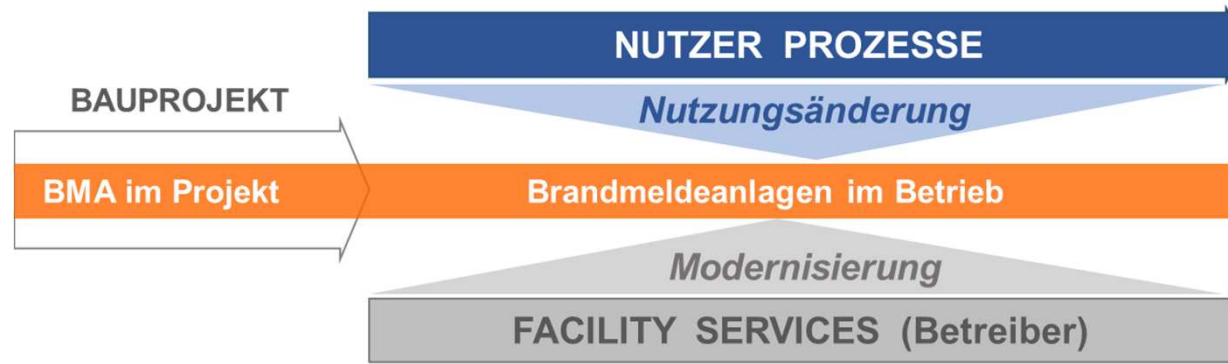 NUTZER PROZESSE
BAUPROJEKT
Nutzungsänderung
BMA im Projekt
Brandmeldeanlagen im Betrieb
Modernisierung
FACILITY SERVICES (Betreiber)